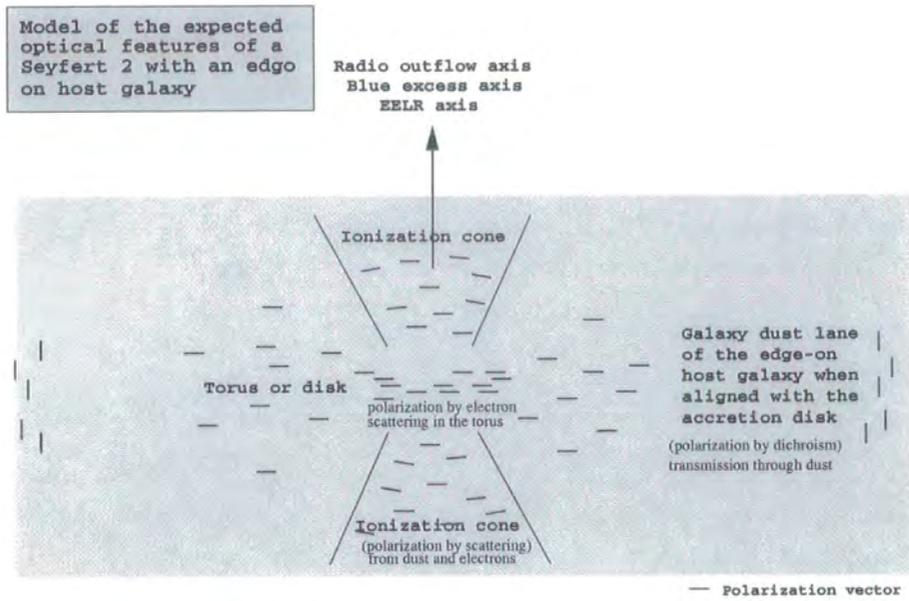 Model of the expected
optical features of a
Seyfert 2 with an edgo
on host galaxy
Radio outflow axis
Blue excess axis
EELR axis
Ionization cone
Torus or disk
polarization by electron
scattering in the torus
Galaxy dust lane
of the edge-on
host galaxy when
aligned with the
accretion disk
(polarization by dichroism)
transmission through dust
Ionization cone
(polarization by scattering)
from dust and electrons
Polarization vector